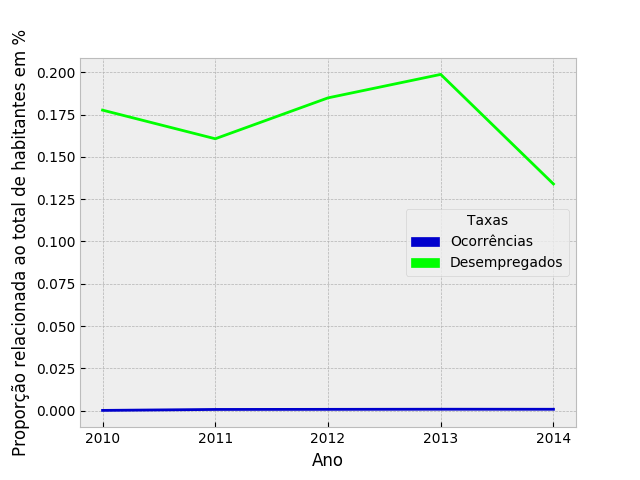 Proporção relacionada ao total de habitantes em %
0.200
0.175
0.150
0.125
0.100
0.075
0.050
0.025
0.000
Taxas
Ocorrências
Desempregados
2010 2011 2012 2013 2014
Ano